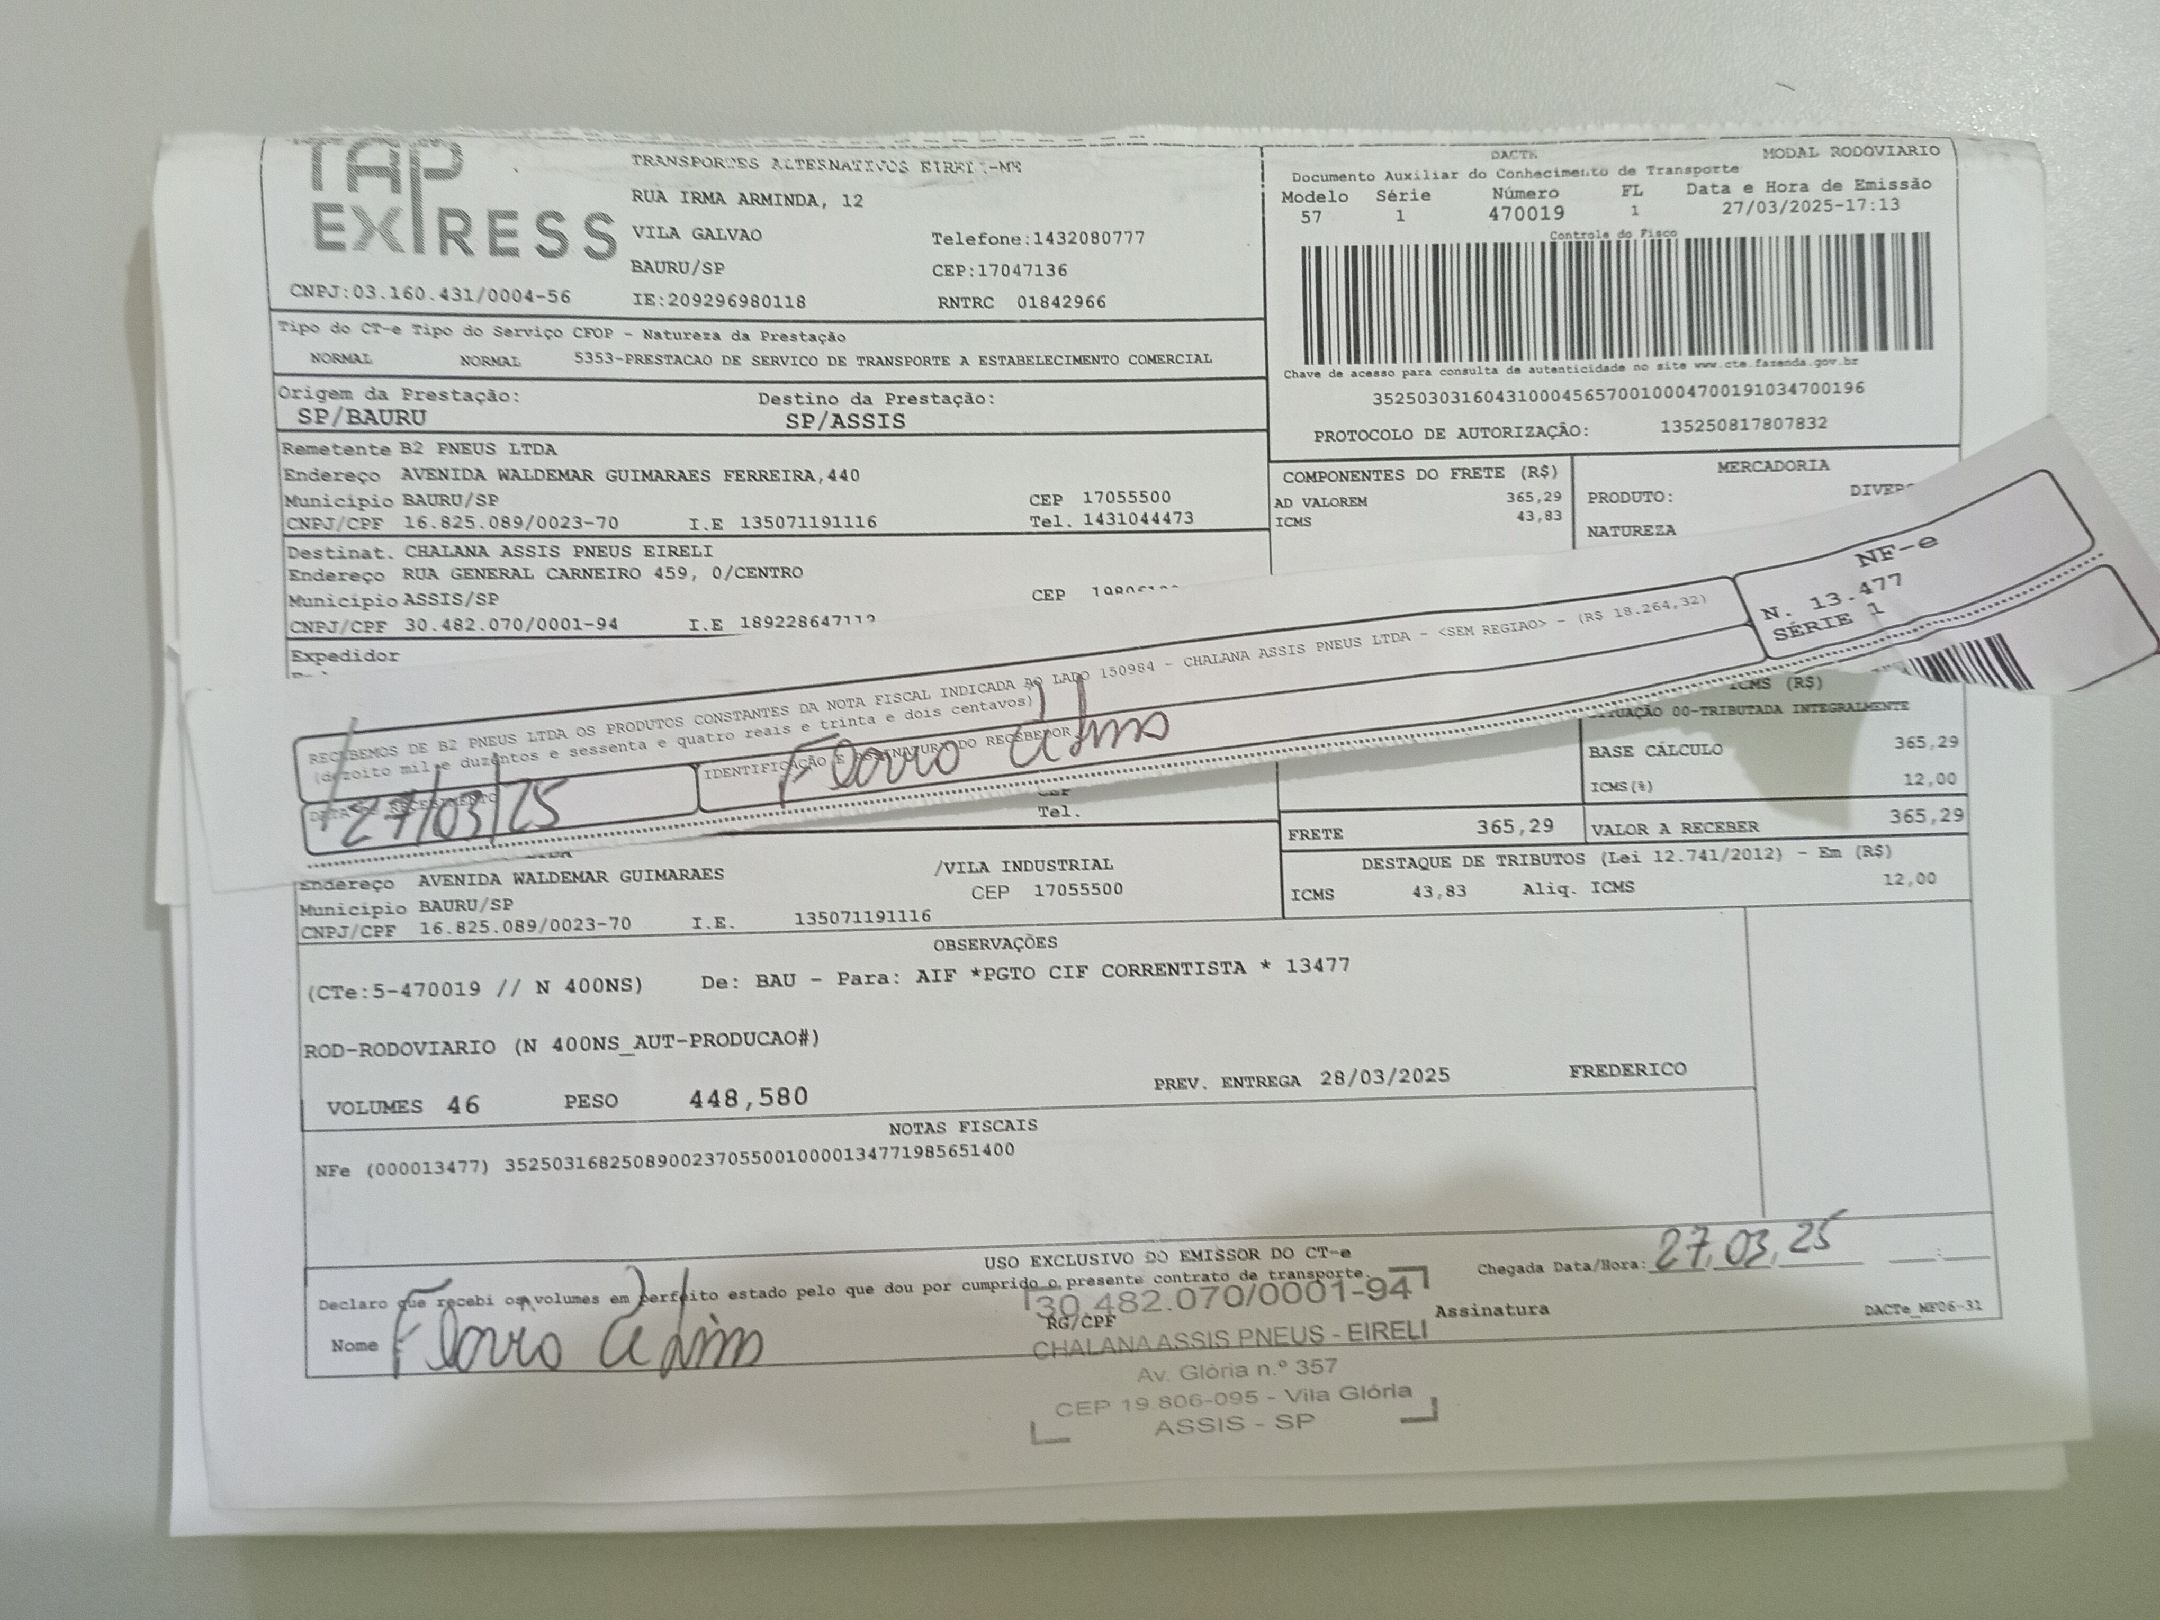 TAP
EXPRESS
CNPJ:03.160.431/0004-56
TRANSPORTES ALTERNATIVOS EIRELI-ME
RUA IRMA ARMINDA, 12
VILA GALVAO
Telefone:1432080777
BAURU/SP
CEP:17047136
IE:209296980118
RNTRC 01842966
DACTE
MODAL RODOVIARIO
Documento Auxiliar do Conhecimento de Transporte
Modelo Série Número FL Data e Hora de Emissão
57 1 470019 1 27/03/2025-17:13
Controle do Fisco
Chave de acesso para consulta de autenticidade no site www.cte.fazenda.gov.br
35250303160431000456570010004700191034700196
PROTOCOLO DE AUTORIZAÇÃO: 135250817807832
Tipo do CT-e Tipo do Serviço CFOP - Natureza da Prestação
NORMAL NORMAL 5353-PRESTACAO DE SERVICO DE TRANSPORTE A ESTABELECIMENTO COMERCIAL
Origem da Prestação: Destino da Prestação:
SP/BAURU SP/ASSIS
Remetente B2 PNEUS LTDA
Endereço AVENIDA WALDEMAR GUIMARAES FERREIRA,440
Município BAURU/SP CEP 17055500
CNPJ/CPF 16.825.089/0023-70 I.E 135071191116 Tel. 1431044473
Destinat. CHALANA ASSIS PNEUS EIRELI
Endereço RUA GENERAL CARNEIRO 459, 0/CENTRO
Município ASSIS/SP CEP
CNPJ/CPF 30.482.070/0001-94 I.E 189228647112
Expedidor
COMPONENTES DO FRETE (R$)
AD VALOREM 365,29
ICMS 43,83
MERCADORIA
PRODUTO:
NATUREZA
RECEBEMOS DE B2 PNEUS LTDA OS PRODUTOS CONSTANTES DA NOTA FISCAL INDICADA AO LADO 150984 - CHALANA ASSIS PNEUS LTDA - <SEM REGIAO> - (R$ 18.264,32)
(dezoito mil e duzentos e sessenta e quatro reais e trinta e dois centavos)
DATA DE RECEBIMENTO
27/03/25
IDENTIFICAÇÃO E ASSINATURA DO RECEBEDOR
NF-e
N. 13.477
SÉRIE 1
ICMS (R$)
SITUAÇÃO 00-TRIBUTADA INTEGRALMENTE
BASE CÁLCULO 365,29
ICMS(%) 12,00
Tel.
FRETE 365,29 VALOR A RECEBER 365,29
DESTAQUE DE TRIBUTOS (Lei 12.741/2012) - Em (R$)
ICMS 43,83 Aliq. ICMS 12,00
Endereço AVENIDA WALDEMAR GUIMARAES /VILA INDUSTRIAL
Município BAURU/SP CEP 17055500
CNPJ/CPF 16.825.089/0023-70 I.E. 135071191116
OBSERVAÇÕES
(CTe:5-470019 // N 400NS) De: BAU - Para: AIF *PGTO CIF CORRENTISTA * 13477
ROD-RODOVIARIO (N 400NS_AUT-PRODUCAO#)
VOLUMES 46 PESO 448,580 PREV. ENTREGA 28/03/2025 FREDERICO
NOTAS FISCAIS
NFe (000013477) 35250316825089002370550010000134771985651400
USO EXCLUSIVO DO EMISSOR DO CT-e
Declaro que recebi os volumes em perfeito estado pelo que dou por cumprido o presente contrato de transporte.
Chegada Data/Hora: 27,03,25
Nome RG/CPF Assinatura DACTe_MF06-31
30.482.070/0001-94
CHALANA ASSIS PNEUS - EIRELI
Av. Glória n.º 357
CEP 19.806-095 - Vila Glória
ASSIS - SP